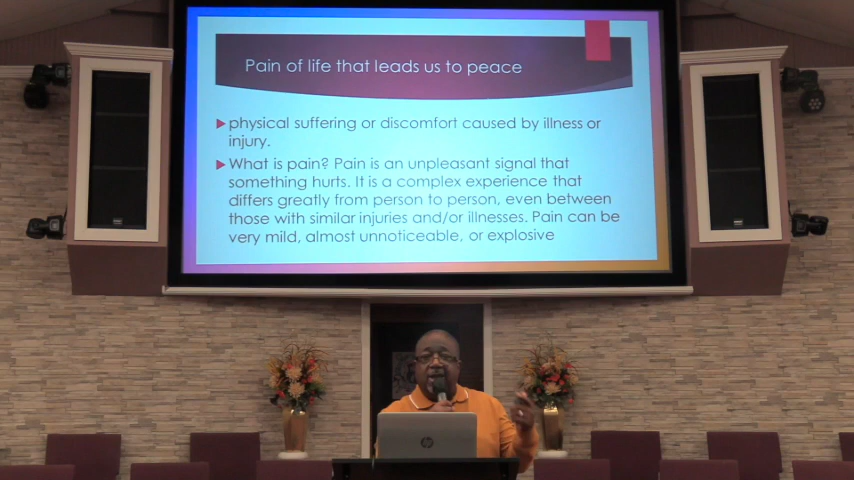 Pain of life that leads us to peace
physical suffering or discomfort caused by illness or
injury.
What is pain? Pain is an unpleasant signal that
something hurts. It is a complex experience that
differs greatly from person to person, even between
those with similar injuries and/or illnesses. Pain can be
very mild, almost unnoticeable, or explosive
hp